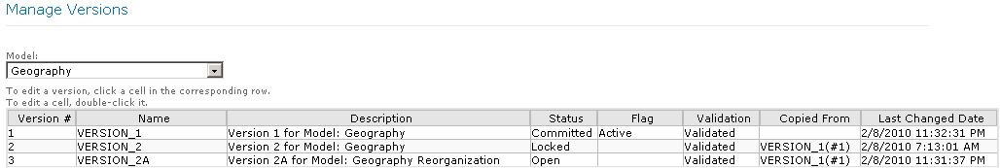 Manage Versions
Model:
Geography
To edit a version, click a cell in the corresponding row.
To edit a cell, double-click it.
Version # Name Description Status Flag Validation Copied From Last Changed Date
1 VERSION_1 Version 1 for Model: Geography Committed Active Validated 2/8/2010 11:32:31 PM
2 VERSION_2 Version 2 for Model: Geography Locked Validated VERSION_1(#1) 2/8/2010 7:13:01 AM
3 VERSION_2A Version 2A for Model: Geography Reorganization Open Validated VERSION_1(#1) 2/8/2010 11:31:37 PM